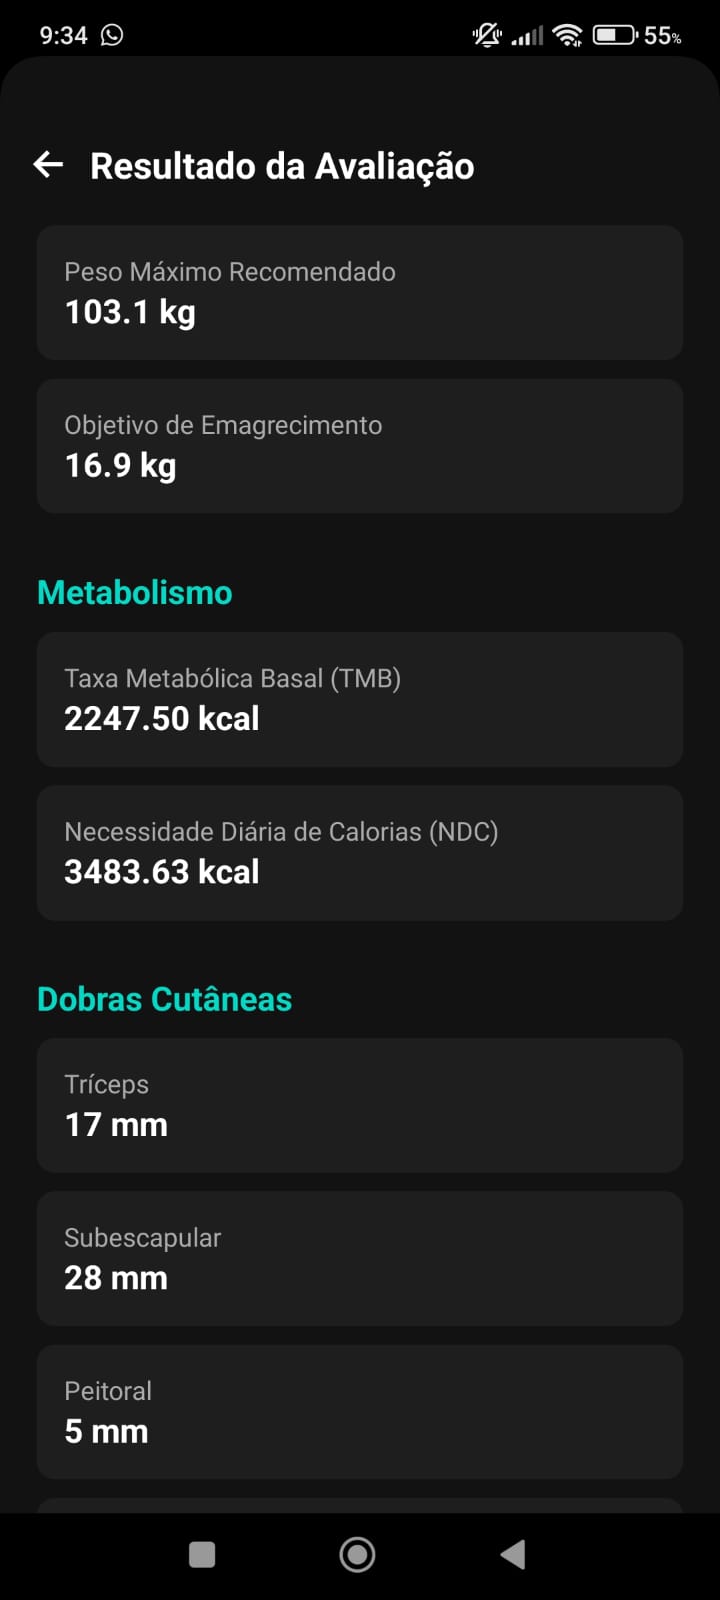 9:34 55%
Resultado da Avaliação
Peso Máximo Recomendado
103.1 kg
Objetivo de Emagrecimento
16.9 kg
Metabolismo
Taxa Metabólica Basal (TMB)
2247.50 kcal
Necessidade Diária de Calorias (NDC)
3483.63 kcal
Dobras Cutâneas
Tríceps
17 mm
Subescapular
28 mm
Peitoral
5 mm